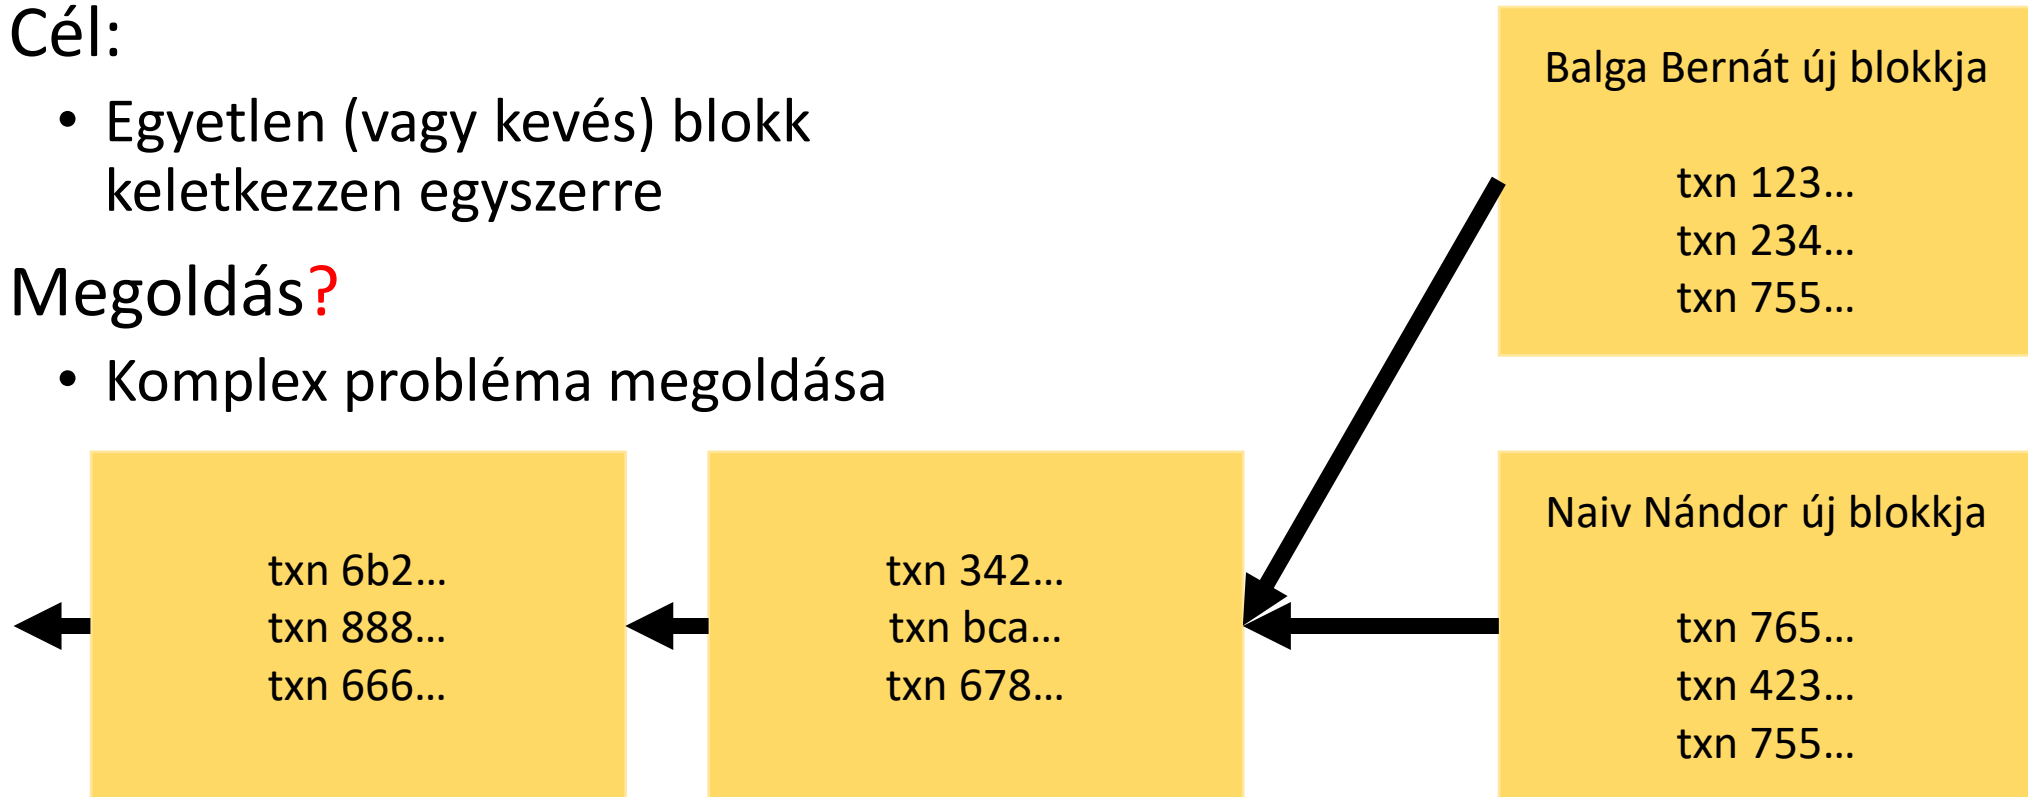 Cél:
• Egyetlen (vagy kevés) blokk
keletkezzen egyszerre
Megoldás?
• Komplex probléma megoldása
Balga Bernát új blokkja
txn 123…
txn 234…
txn 755…
txn 6b2…
txn 888…
txn 666…
txn 342…
txn bca…
txn 678…
Naiv Nándor új blokkja
txn 765…
txn 423…
txn 755…